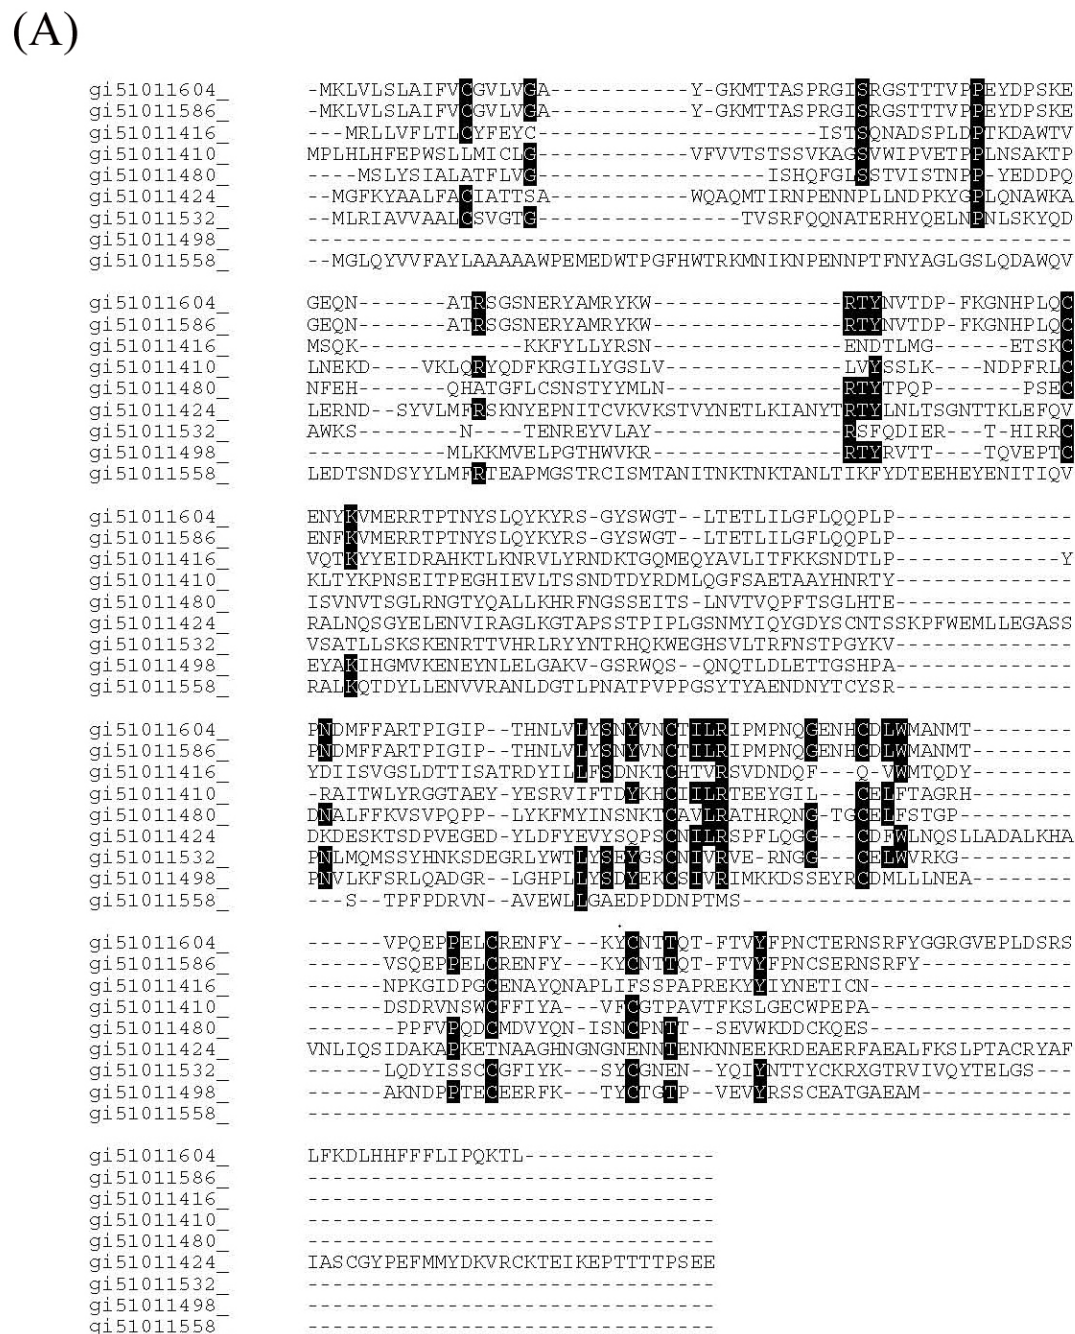 (A)
gi51011604_ -MKLVLSLAIFVCGVLVGA-----------Y-GKMTTASPRGISRGSTTTVPPEYDPSKE
gi51011586_ -MKLVLSLAIFVCGVLVGA-----------Y-GKMTTASPRGISRGSTTTVPPEYDPSKE
gi51011416_ ---MRLLVFLTLCYFEYC----------------------ISTSQNADSPLDPTKDAWTV
gi51011410_ MPLHLHFEPWSLLMICLG------------VFVVTSTSSVKAGSVWIPVETPPLNSAKTP
gi51011480_ ----MSLYSIALATFLVG------------------ISHQFGLSSTVISTNPP-YEDDPQ
gi51011424_ --MGFKYAALFACIATTSA-----------WQAQMTIRNPENNPLLNDPKYGPLQNAWKA
gi51011532_ --MLRIAVVAALCSVGTG----------------TVSRFQQNATERHYQELNPNLSKYQD
gi51011498_ ------------------------------------------------------------
gi51011558_ --MGLQYVVFAYLAAAAAWPEMEDWTPGFHWTRKMNIKNPENNPTFNYAGLGSLQDAWQV
gi51011604_ GEQN-------ATRSGSNERYAMRYKW---------------RTYNVTDP-FKGNHPLQC
gi51011586_ GEQN-------ATRSGSNERYAMRYKW---------------RTYNVTDP-FKGNHPLQC
gi51011416_ MSQK-------------KKFYLLYRSN---------------ENDTLMG-----ETSKC
gi51011410_ LNEKD----VKLQRYQDFKRGILYGSLV--------------LVYSSLK----NDPFRLC
gi51011480_ NFEH-------QHATGFLCSNSTYYMLN--------------RTYTPQP-----PSEC
gi51011424_ LERND--SYVLMFRSKNYEPNITCVKVKSTVYNETLKIANYTRTYLNLTSGNTTKLEFQV
gi51011532_ AWKS--------N----TENREYVLAY---------------RSFQDIER---T-HIRRC
gi51011498_ -----------MLKKMVELPGTHWVKR---------------RTYRVTT----TQVEPTC
gi51011558_ LEDTSNDSYYLMFRTEAPMGSTRCISMTANITNKTNKTANLTIKFYDTEEHEYENITIQV
gi51011604_ ENYKVMERRTPTNYSLQYKYRS-GYSWGT--LTETLILGFLQQPLP--------------
gi51011586_ ENFKVMERRTPTNYSLQYKYRS-GYSWGT--LTETLILGFLQQPLP--------------
gi51011416_ VQTKYYEIDRAHKTLKNRVLYRNDKTGQMEQYAVLITFKKSNDTLP-------------Y
gi51011410_ KLTYKPNSEITPEGHIEVLTSSNDTDYRDMLQGFSAETAAYHNRTY--------------
gi51011480_ ISVNVTSGLRNGTYQALLKHRFNGSSEITS-LNVTVQPFTSGLHTE--------------
gi51011424_ RALNQSGYELENVIRAGLKGTAPSSTPIPLGSNMYIQYGDYSCNTSSKPFWEMLLEGASS
gi51011532_ VSATLLSKSKENRTTVHRLRYYNTRHQKWEGHSVLTRFNSTPGYKV--------------
gi51011498_ EYAKIHGMVKENEYNLELGAKV-GSRWQS--QNQTLDLETTGSHPA--------------
gi51011558_ RALKQTDYLLENVVRANLDGTLPNATPVPPGSYTYAENDNYTCYSR--------------
gi51011604_ PNDMFFARTPIGIP--THNLVLYSNYVNCTILRIPMPNQGENHCDLWMANMT--------
gi51011586_ PNDMFFARTPIGIP--THNLVLYSNYVNCTILRIPMPNQGENHCDLWMANMT--------
gi51011416_ YDIISVGSLDTTISATRDYILLFSDNKTCHTVRSVDNDQF---Q-VWMTQDY--------
gi51011410_ -RAITWLYRGGTAEY-YESRVIFTDYKHCIILRTEEYGIL---CELFTAGRH--------
gi51011480_ DNALFFKVSVPQPP--LYKFMYINSNKTCAVLRATHRQNG-TGCELFSTGP---------
gi51011424_ DKDESKTSDPVEGED-YLDFYEVYSQPSCNILRSPFLQGG---CDFWLNQSLLADALKHA
gi51011532_ PNLMQMSSYHNKSDEGRLYWTLYSEYGSCNIVRVE-RNGG---CELWVRKG---------
gi51011498_ PNVLKFSRLQADGR--LGHPLLYSDYEKCSIVRIMKKDSSEYRCDMLLLNEA--------
gi51011558_ ---S--TPFPDRVN--AVEWLLGAEDPDDNPTMS--------------------------
gi51011604_ ------VPQEPPELCRENFY---KYCNTTQT-FTVYFPNCTERNSRFYGGRGVEPLDSRS
gi51011586_ ------VSQEPPELCRENFY---KYCNTTQT-FTVYFPNCSERNSRFY------------
gi51011416_ ------NPKGIDPGCENAYQNAPLIFSSPAPREKYYIYNETICN----------------
gi51011410_ ------DSDRVNSWCFFIYA---VFCGTPAVTFKSLGECWPEPA----------------
gi51011480_ -------PPFVPQDCMDVYQN-ISNCPNTT--SEVWKDDCKQES----------------
gi51011424_ VNLIQSIDAKAPKETNAAGHNGNGNENNTENKNNEEKRDEAERFAEALFKSLPTACRYAF
gi51011532_ ------LQDYISSCCGFIYK---SYCGNEN--YQIYNTTYCKRXGTRVIVQYTELGS---
gi51011498_ ------AKNDPPTECEERFK---TYCTGTP--VEVYRSSCEATGAEAM------------
gi51011558_ ------------------------------------------------------------
gi51011604_ LFKDLHHFFFLIPQKTL---------------
gi51011586_ --------------------------------
gi51011416_ --------------------------------
gi51011410_ --------------------------------
gi51011480_ --------------------------------
gi51011424_ IASCGYPEFMMYDKVRCKTEIKEPTTTTPSEE
gi51011532_ --------------------------------
gi51011498_ --------------------------------
gi51011558_ --------------------------------